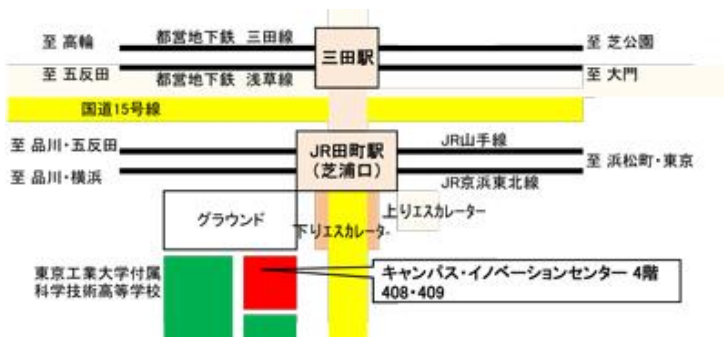 至 高輪
都営地下鉄 三田線
三田駅
至 芝公園
至 五反田
都営地下鉄 浅草線
至 大門
国道15号線
至 品川・五反田
JR田町駅
(芝浦口)
JR山手線
至 浜松町・東京
至 品川・横浜
JR京浜東北線
グラウンド
下りエスカレータ-
上りエスカレーター
東京工業大学付属
科学技術高等学校
キャンパス・イノベーションセンター 4階
408・409